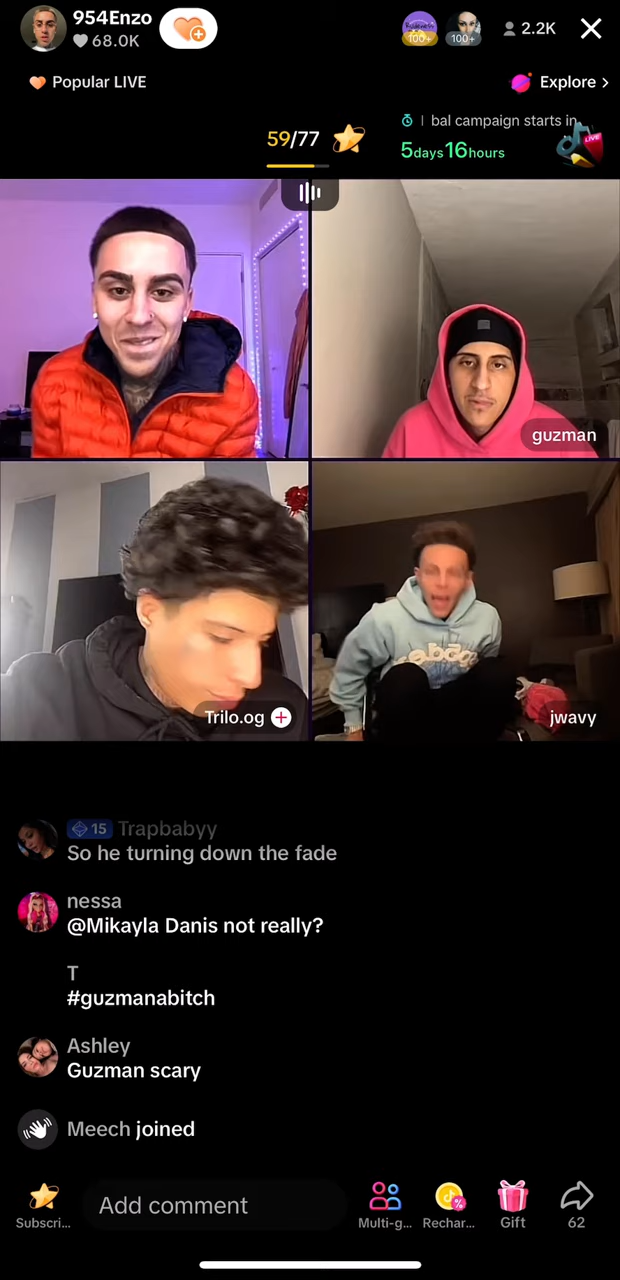 954Enzo
68.0K
100+
100+
2.2K
Popular LIVE
Explore >
59/77
bal campaign starts in
5days16hours
LIVE
guzman
Trilo.og
jwavy
15 Trapbabyy
So he turning down the fade
nessa
@Mikayla Danis not really?
T
#guzmanabitch
Ashley
Guzman scary
Meech joined
Add comment
Subscri...
Multi-g...
Rechar...
Gift
62